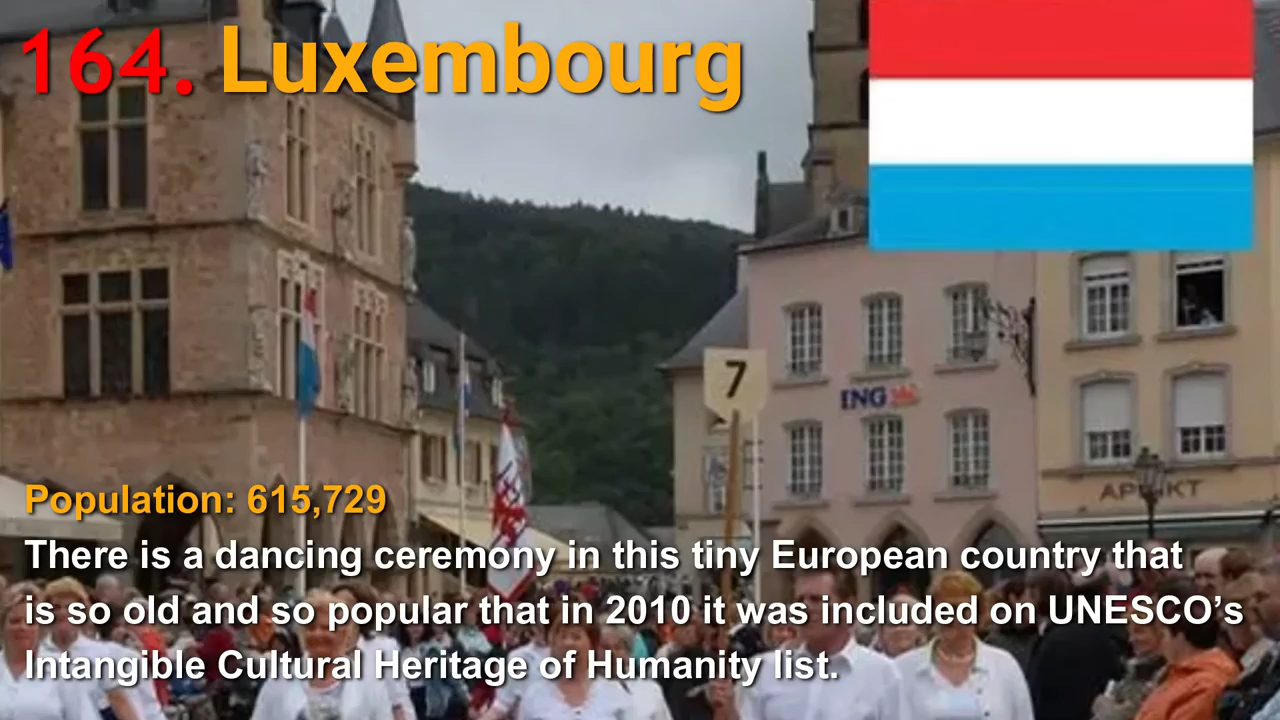 164. Luxembourg
7
ING
APDIKT
Population: 615,729
There is a dancing ceremony in this tiny European country that
is so old and so popular that in 2010 it was included on UNESCO’s
Intangible Cultural Heritage of Humanity list.